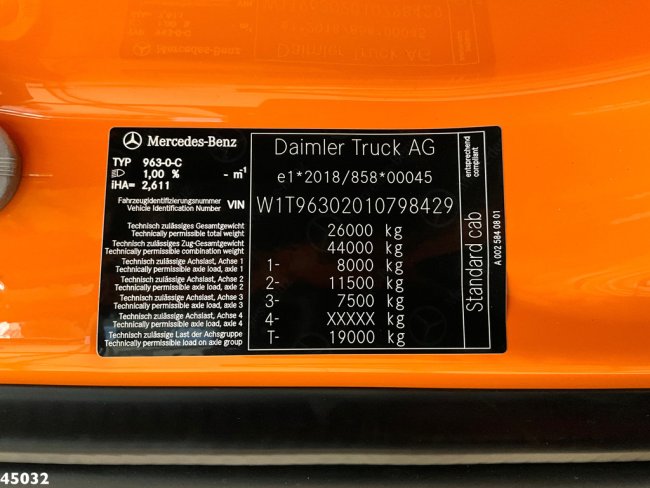 Mercedes-Benz
TYP 963-0-C
1,00 % - m⁻¹
iHA= 2,611
Fahrzeugidentifizierungsnummer
Vehicle Identification Number VIN
Technisch zulässiges Gesamtgewicht
Technically permissible total weight
Technisch zulässiges Zug-Gesamtgewicht
Technically permissible combination weight
Technisch zulässige Achslast, Achse 1
Technically permissible axle load, axle 1
Technisch zulässige Achslast, Achse 2
Technically permissible axle load, axle 2
Technisch zulässige Achslast, Achse 3
Technically permissible axle load, axle 3
Technisch zulässige Achslast, Achse 4
Technically permissible axle load, axle 4
Technisch zulässige Last der Achsgruppe
Technically permissible load on axle group
Daimler Truck AG
e1*2018/858*00045
W1T96302010798429
26000 kg
44000 kg
1- 8000 kg
2- 11500 kg
3- 7500 kg
4- XXXXX kg
T- 19000 kg
entsprechend
compliant
Standard cab
A 002 584 08 01
45032